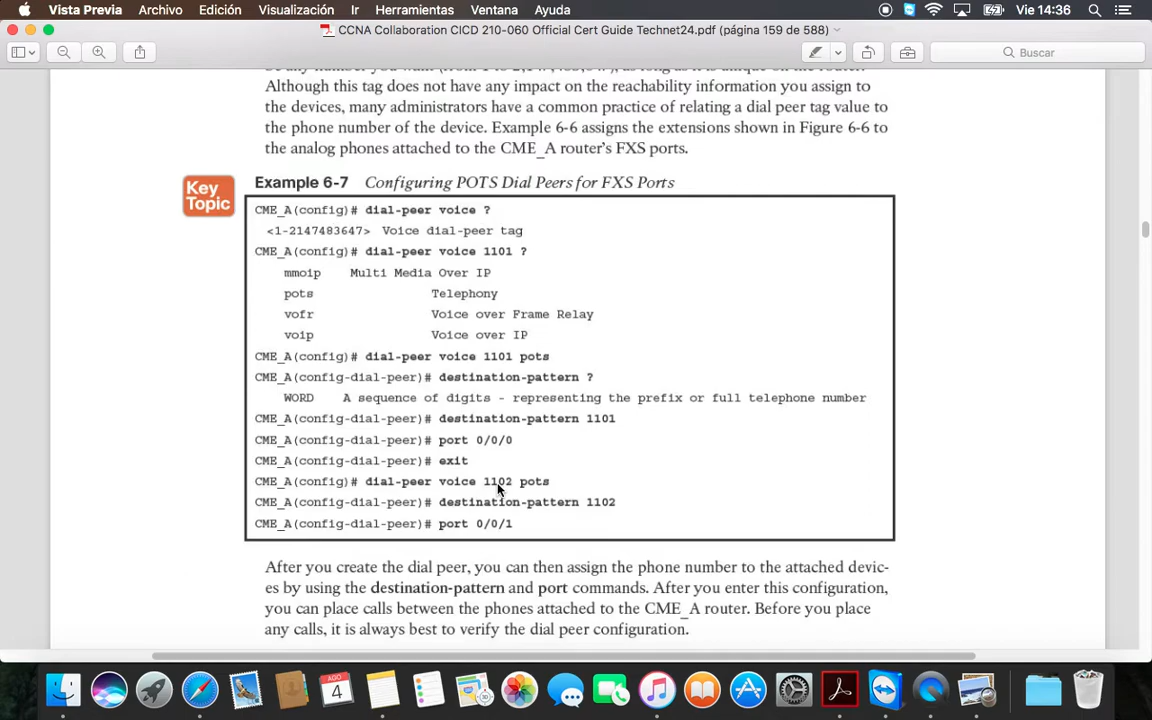 Vista Previa Archivo Edición Visualización Ir Herramientas Ventana Ayuda Vie 14:36
CCNA Collaboration CICD 210-060 Official Cert Guide Technet24.pdf (página 159 de 588)
Buscar
Although this tag does not have any impact on the reachability information you assign to
the devices, many administrators have a common practice of relating a dial peer tag value to
the phone number of the device. Example 6-6 assigns the extensions shown in Figure 6-6 to
the analog phones attached to the CME_A router's FXS ports.
Key
Topic
Example 6-7 Configuring POTS Dial Peers for FXS Ports
CME_A(config)# dial-peer voice ?
<1-2147483647> Voice dial-peer tag
CME_A(config)# dial-peer voice 1101 ?
mmoip Multi Media Over IP
pots Telephony
vofr Voice over Frame Relay
voip Voice over IP
CME_A(config)# dial-peer voice 1101 pots
CME_A(config-dial-peer)# destination-pattern ?
WORD A sequence of digits - representing the prefix or full telephone number
CME_A(config-dial-peer)# destination-pattern 1101
CME_A(config-dial-peer)# port 0/0/0
CME_A(config-dial-peer)# exit
CME_A(config)# dial-peer voice 1102 pots
CME_A(config-dial-peer)# destination-pattern 1102
CME_A(config-dial-peer)# port 0/0/1
After you create the dial peer, you can then assign the phone number to the attached devic-
es by using the destination-pattern and port commands. After you enter this configuration,
you can place calls between the phones attached to the CME_A router. Before you place
any calls, it is always best to verify the dial peer configuration.
AGO
4